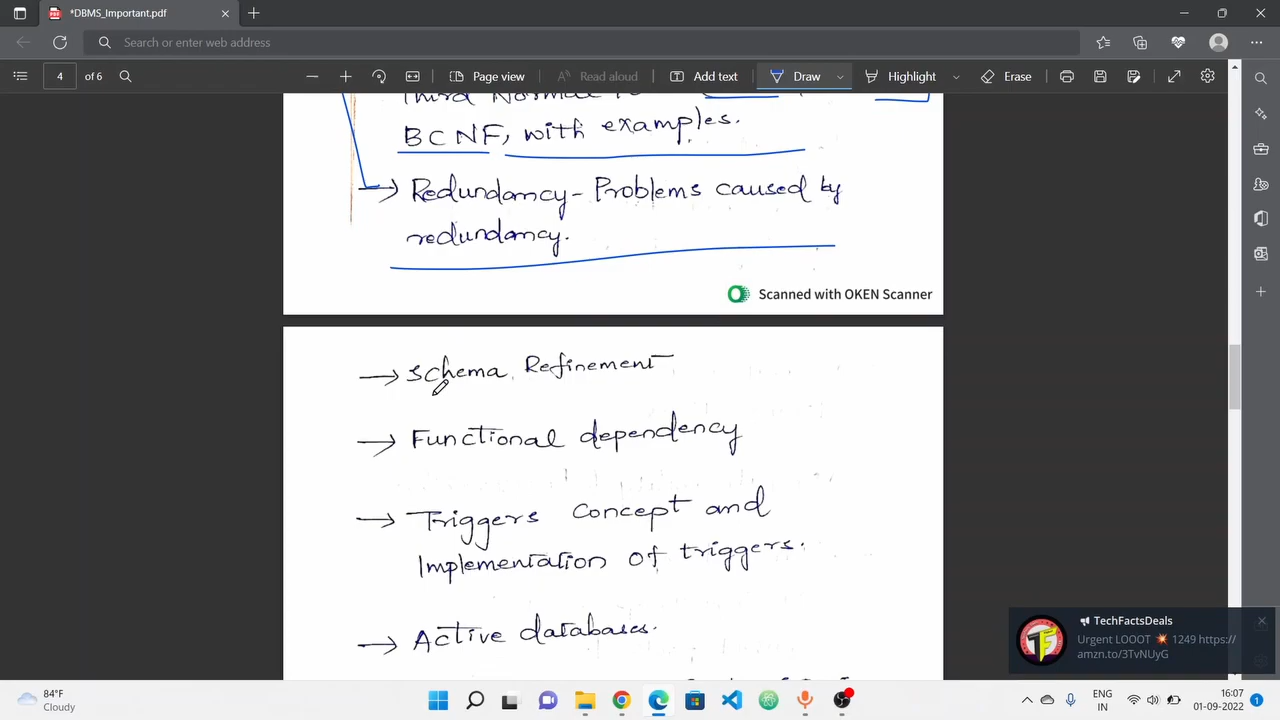 *DBMS_Important.pdf
Search or enter web address
4 of 6
Page view
Read aloud
Add text
Draw
Highlight
Erase
Third Normal
BCNF, with examples.
→ Redundancy - Problems caused by
redundancy.
Scanned with OKEN Scanner
→ Schema Refinement
→ Functional dependency
→ Triggers concept and
Implementation of triggers.
→ Active databases.
TechFactsDeals
Urgent LOOOT 💥 1249 https://
amzn.to/3TvNUyG
84°F
Cloudy
ENG
IN
16:07
01-09-2022
1